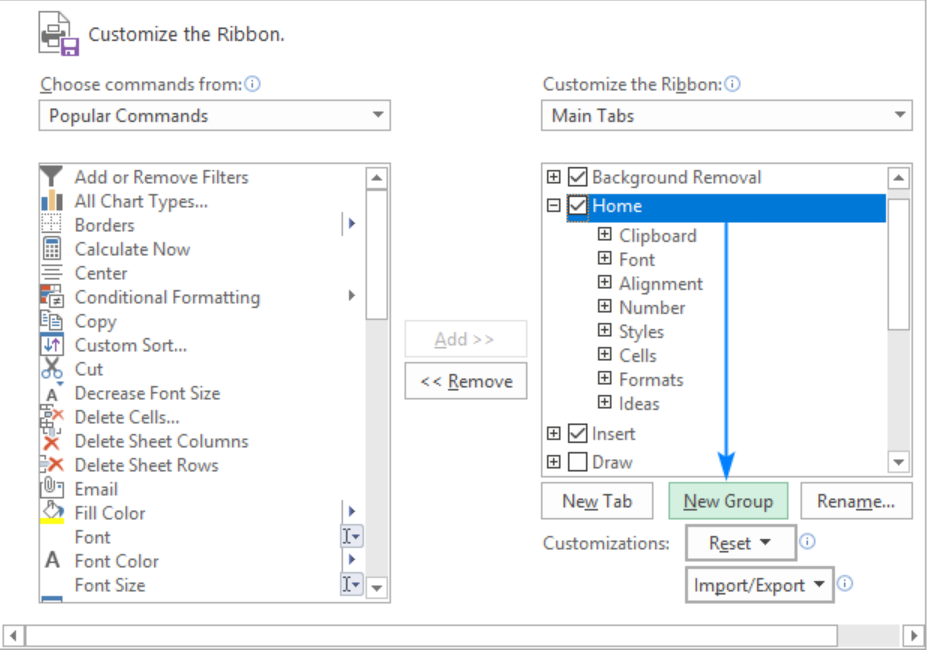 Customize the Ribbon.
Choose commands from:
Popular Commands
Add or Remove Filters
All Chart Types...
Borders
Calculate Now
Center
Conditional Formatting
Copy
Custom Sort...
Cut
Decrease Font Size
Delete Cells...
Delete Sheet Columns
Delete Sheet Rows
Email
Fill Color
Font
Font Color
Font Size
Add >>
<< Remove
Customize the Ribbon:
Main Tabs
Background Removal
Home
Clipboard
Font
Alignment
Number
Styles
Cells
Formats
Ideas
Insert
Draw
New Tab
New Group
Rename...
Customizations:
Reset
Import/Export